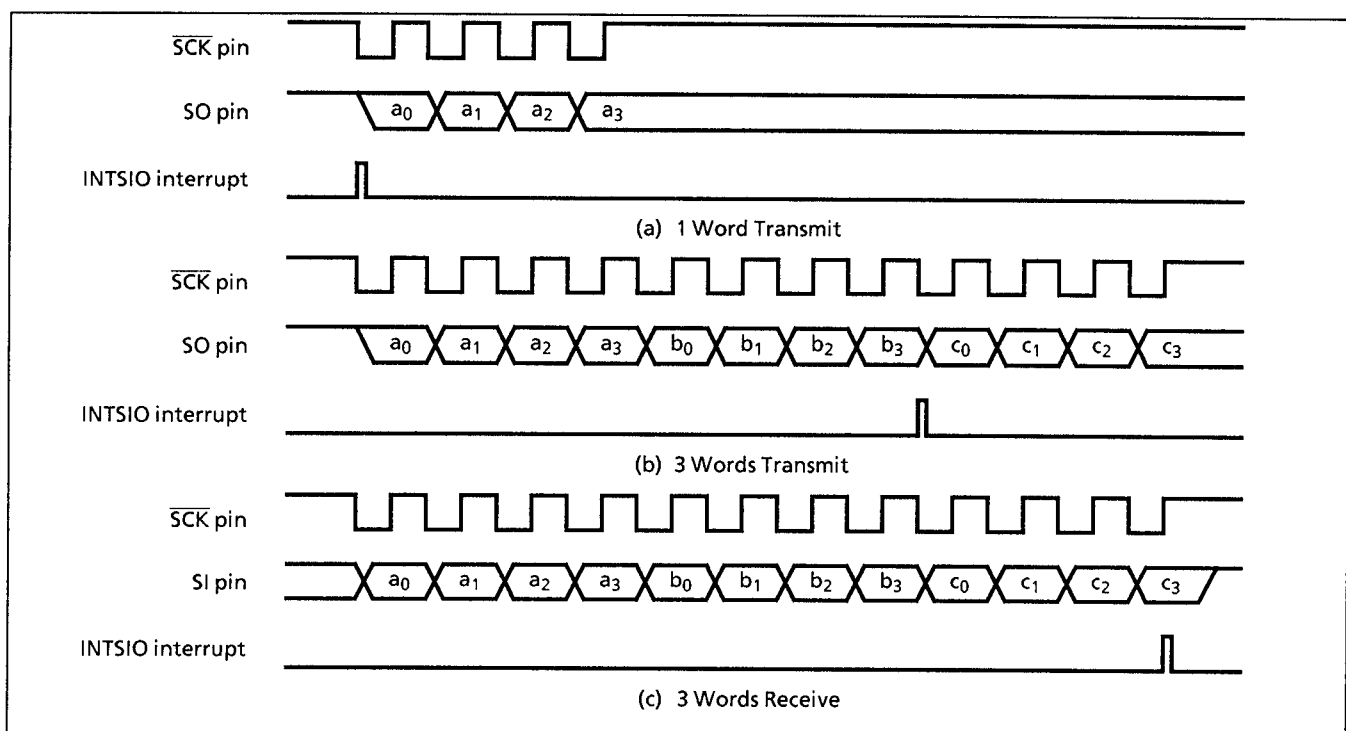 SCK pin
SO pin
a0 a1 a2 a3
INTSIO interrupt
(a) 1 Word Transmit
SCK pin
SO pin
a0 a1 a2 a3 b0 b1 b2 b3 c0 c1 c2 c3
INTSIO interrupt
(b) 3 Words Transmit
SCK pin
SI pin
a0 a1 a2 a3 b0 b1 b2 b3 c0 c1 c2 c3
INTSIO interrupt
(c) 3 Words Receive